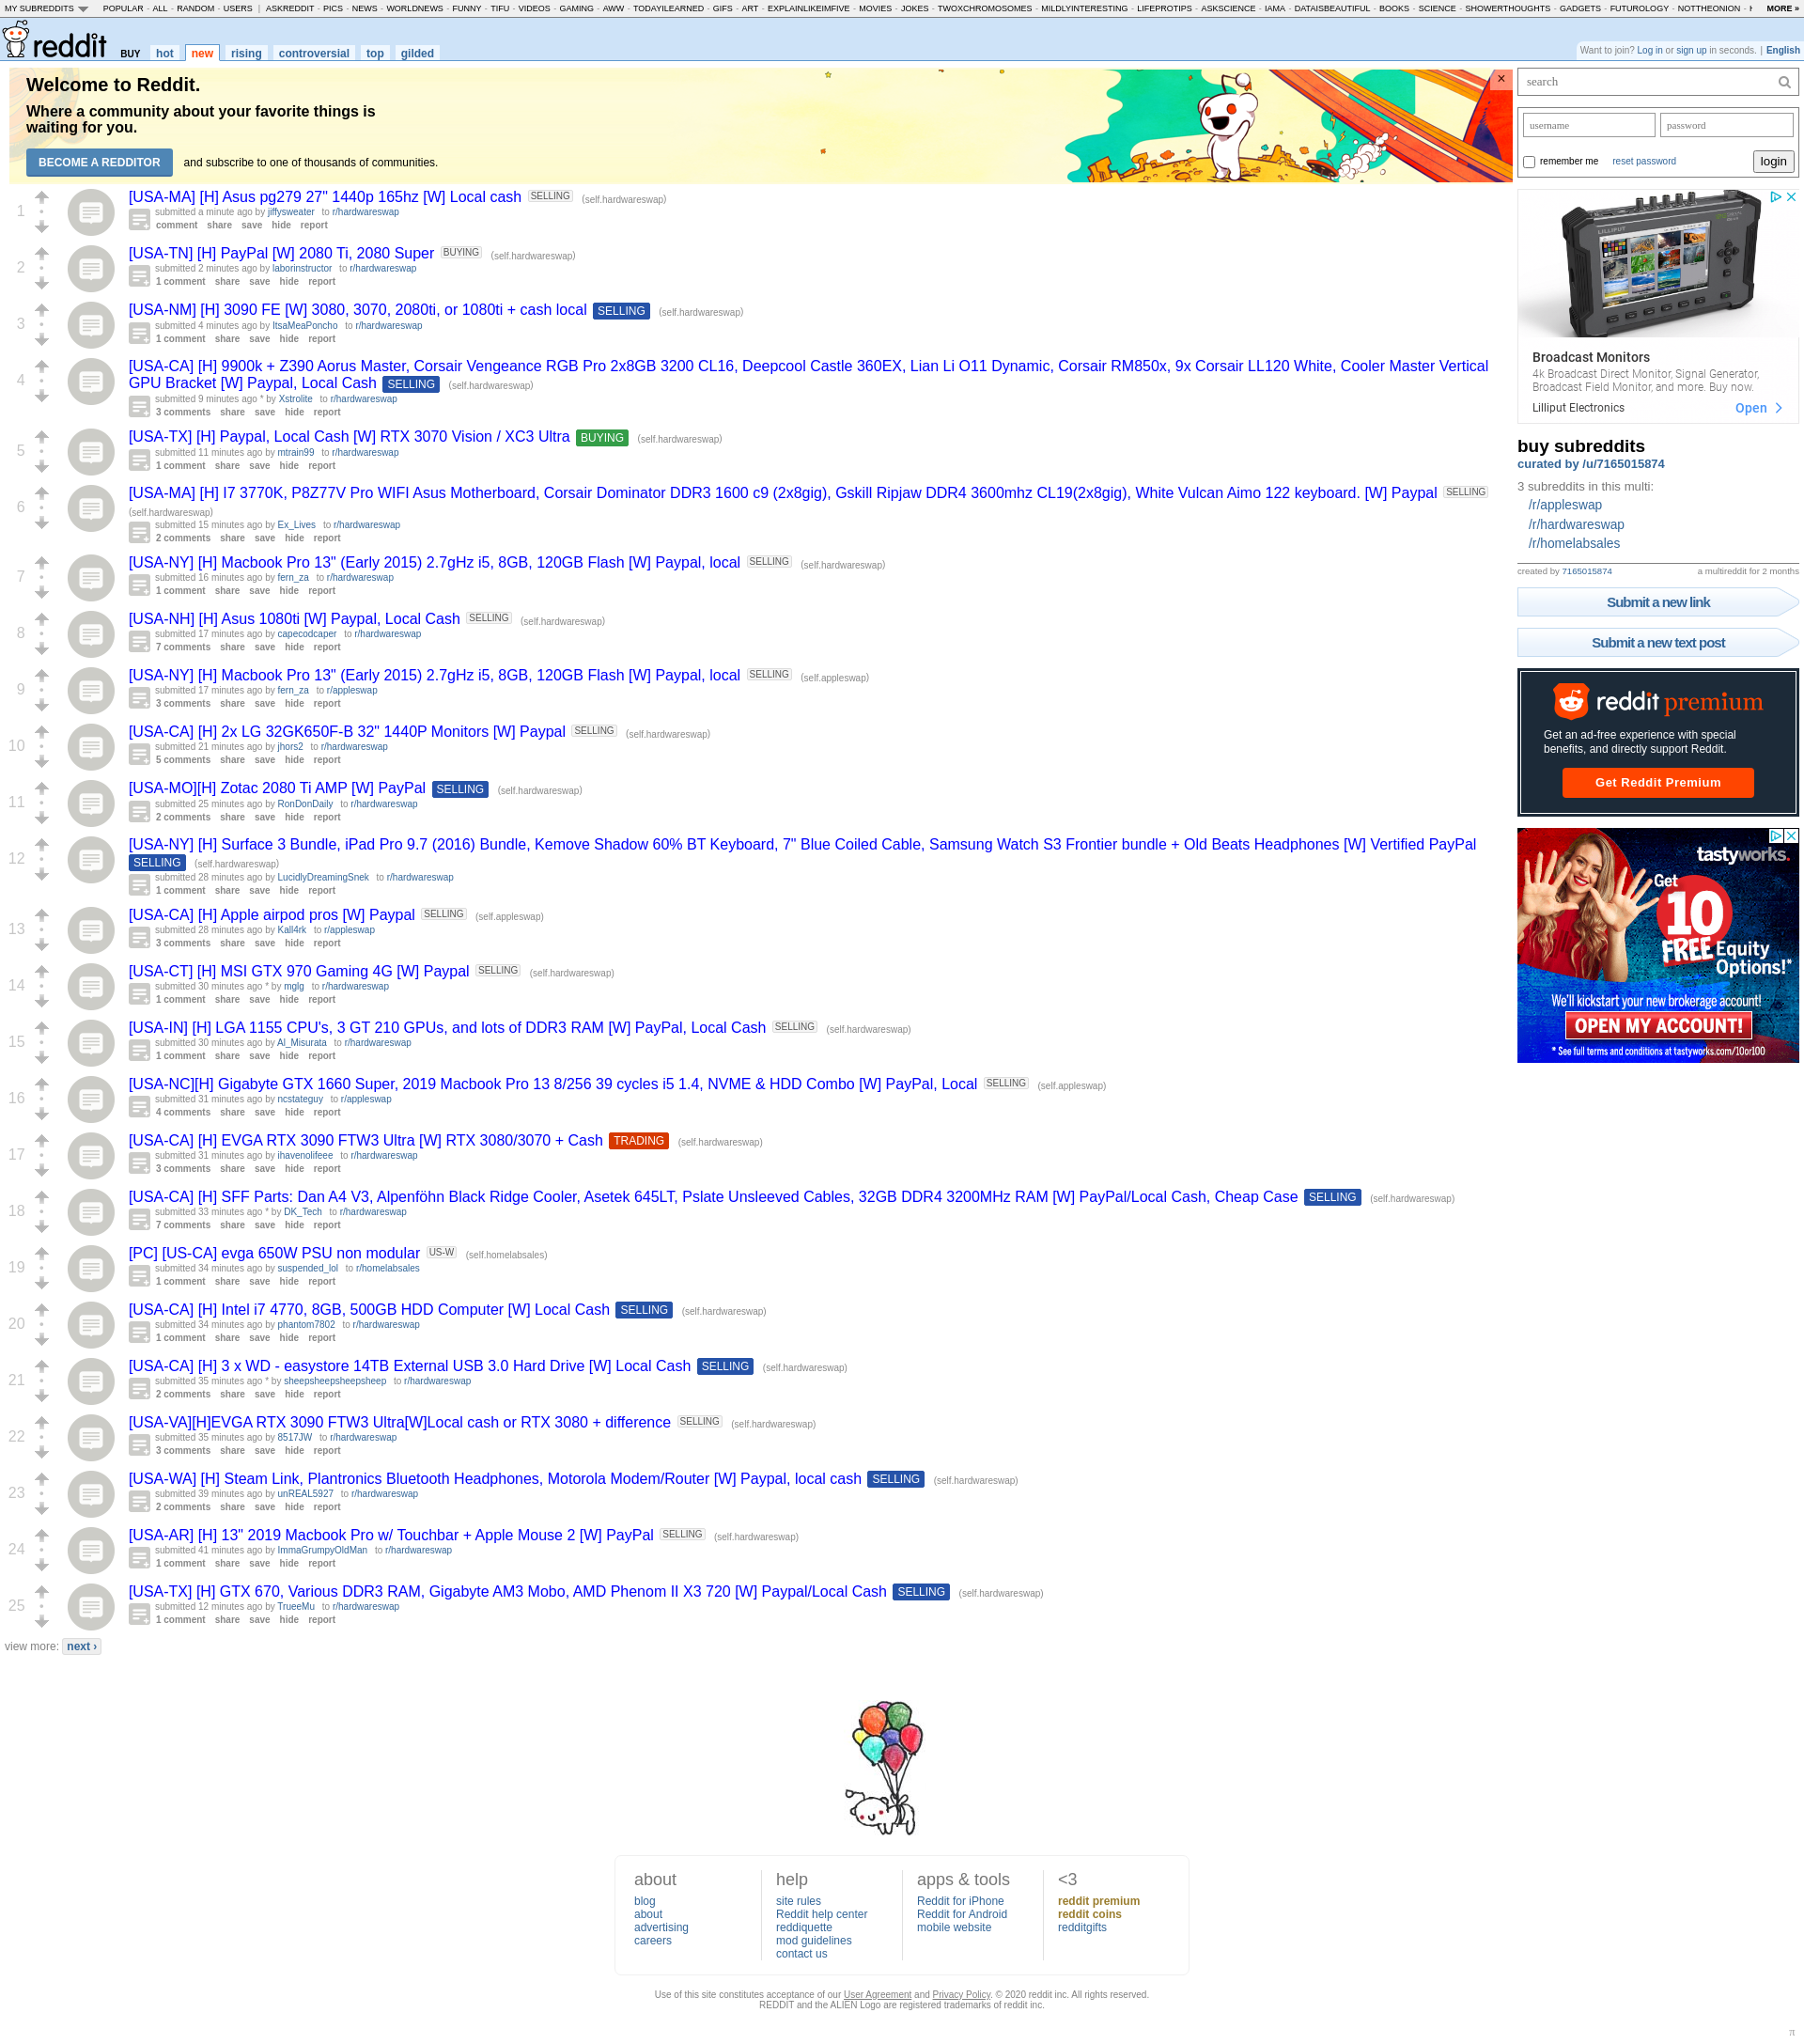 MY SUBREDDITS POPULAR - ALL - RANDOM - USERS | ASKREDDIT - PICS - NEWS - WORLDNEWS - FUNNY - TIFU - VIDEOS - GAMING - AWW - TODAYILEARNED - GIFS - ART - EXPLAINLIKEIMFIVE - MOVIES - JOKES - TWOXCHROMOSOMES - MILDLYINTERESTING - LIFEPROTIPS - ASKSCIENCE - IAMA - DATAISBEAUTIFUL - BOOKS - SCIENCE - SHOWERTHOUGHTS - GADGETS - FUTUROLOGY - NOTTHEONION - MORE »
reddit BUY hot new rising controversial top gilded
Want to join? Log in or sign up in seconds. | English
Welcome to Reddit.
Where a community about your favorite things is
waiting for you.
BECOME A REDDITOR and subscribe to one of thousands of communities.
1
[USA-MA] [H] Asus pg279 27" 1440p 165hz [W] Local cash SELLING (self.hardwareswap)
submitted a minute ago by jiffysweater to r/hardwareswap
comment share save hide report
2
[USA-TN] [H] PayPal [W] 2080 Ti, 2080 Super BUYING (self.hardwareswap)
submitted 2 minutes ago by laborinstructor to r/hardwareswap
1 comment share save hide report
3
[USA-NM] [H] 3090 FE [W] 3080, 3070, 2080ti, or 1080ti + cash local SELLING (self.hardwareswap)
submitted 4 minutes ago by ItsaMeaPoncho to r/hardwareswap
1 comment share save hide report
4
[USA-CA] [H] 9900k + Z390 Aorus Master, Corsair Vengeance RGB Pro 2x8GB 3200 CL16, Deepcool Castle 360EX, Lian Li O11 Dynamic, Corsair RM850x, 9x Corsair LL120 White, Cooler Master Vertical
GPU Bracket [W] Paypal, Local Cash SELLING (self.hardwareswap)
submitted 9 minutes ago * by Xstrolite to r/hardwareswap
3 comments share save hide report
5
[USA-TX] [H] Paypal, Local Cash [W] RTX 3070 Vision / XC3 Ultra BUYING (self.hardwareswap)
submitted 11 minutes ago by mtrain99 to r/hardwareswap
1 comment share save hide report
6
[USA-MA] [H] I7 3770K, P8Z77V Pro WIFI Asus Motherboard, Corsair Dominator DDR3 1600 c9 (2x8gig), Gskill Ripjaw DDR4 3600mhz CL19(2x8gig), White Vulcan Aimo 122 keyboard. [W] Paypal SELLING
(self.hardwareswap)
submitted 15 minutes ago by Ex_Lives to r/hardwareswap
2 comments share save hide report
7
[USA-NY] [H] Macbook Pro 13" (Early 2015) 2.7gHz i5, 8GB, 120GB Flash [W] Paypal, local SELLING (self.hardwareswap)
submitted 16 minutes ago by fern_za to r/hardwareswap
1 comment share save hide report
8
[USA-NH] [H] Asus 1080ti [W] Paypal, Local Cash SELLING (self.hardwareswap)
submitted 17 minutes ago by capecodcaper to r/hardwareswap
7 comments share save hide report
9
[USA-NY] [H] Macbook Pro 13" (Early 2015) 2.7gHz i5, 8GB, 120GB Flash [W] Paypal, local SELLING (self.appleswap)
submitted 17 minutes ago by fern_za to r/appleswap
3 comments share save hide report
10
[USA-CA] [H] 2x LG 32GK650F-B 32" 1440P Monitors [W] Paypal SELLING (self.hardwareswap)
submitted 21 minutes ago by jhors2 to r/hardwareswap
5 comments share save hide report
11
[USA-MO][H] Zotac 2080 Ti AMP [W] PayPal SELLING (self.hardwareswap)
submitted 25 minutes ago by RonDonDaily to r/hardwareswap
2 comments share save hide report
12
[USA-NY] [H] Surface 3 Bundle, iPad Pro 9.7 (2016) Bundle, Kemove Shadow 60% BT Keyboard, 7" Blue Coiled Cable, Samsung Watch S3 Frontier bundle + Old Beats Headphones [W] Vertified PayPal
SELLING (self.hardwareswap)
submitted 28 minutes ago by LucidlyDreamingSnek to r/hardwareswap
1 comment share save hide report
13
[USA-CA] [H] Apple airpod pros [W] Paypal SELLING (self.appleswap)
submitted 28 minutes ago by Kall4rk to r/appleswap
3 comments share save hide report
14
[USA-CT] [H] MSI GTX 970 Gaming 4G [W] Paypal SELLING (self.hardwareswap)
submitted 30 minutes ago * by mglg to r/hardwareswap
1 comment share save hide report
15
[USA-IN] [H] LGA 1155 CPU's, 3 GT 210 GPUs, and lots of DDR3 RAM [W] PayPal, Local Cash SELLING (self.hardwareswap)
submitted 30 minutes ago by Al_Misurata to r/hardwareswap
1 comment share save hide report
16
[USA-NC][H] Gigabyte GTX 1660 Super, 2019 Macbook Pro 13 8/256 39 cycles i5 1.4, NVME & HDD Combo [W] PayPal, Local SELLING (self.appleswap)
submitted 31 minutes ago by ncstateguy to r/appleswap
4 comments share save hide report
17
[USA-CA] [H] EVGA RTX 3090 FTW3 Ultra [W] RTX 3080/3070 + Cash TRADING (self.hardwareswap)
submitted 31 minutes ago by ihavenolifeee to r/hardwareswap
3 comments share save hide report
18
[USA-CA] [H] SFF Parts: Dan A4 V3, Alpenföhn Black Ridge Cooler, Asetek 645LT, Pslate Unsleeved Cables, 32GB DDR4 3200MHz RAM [W] PayPal/Local Cash, Cheap Case SELLING (self.hardwareswap)
submitted 33 minutes ago * by DK_Tech to r/hardwareswap
7 comments share save hide report
19
[PC] [US-CA] evga 650W PSU non modular US-W (self.homelabsales)
submitted 34 minutes ago by suspended_lol to r/homelabsales
1 comment share save hide report
20
[USA-CA] [H] Intel i7 4770, 8GB, 500GB HDD Computer [W] Local Cash SELLING (self.hardwareswap)
submitted 34 minutes ago by phantom7802 to r/hardwareswap
1 comment share save hide report
21
[USA-CA] [H] 3 x WD - easystore 14TB External USB 3.0 Hard Drive [W] Local Cash SELLING (self.hardwareswap)
submitted 35 minutes ago * by sheepsheepsheepsheep to r/hardwareswap
2 comments share save hide report
22
[USA-VA][H]EVGA RTX 3090 FTW3 Ultra[W]Local cash or RTX 3080 + difference SELLING (self.hardwareswap)
submitted 35 minutes ago by 8517JW to r/hardwareswap
3 comments share save hide report
23
[USA-WA] [H] Steam Link, Plantronics Bluetooth Headphones, Motorola Modem/Router [W] Paypal, local cash SELLING (self.hardwareswap)
submitted 39 minutes ago by unREAL5927 to r/hardwareswap
2 comments share save hide report
24
[USA-AR] [H] 13" 2019 Macbook Pro w/ Touchbar + Apple Mouse 2 [W] PayPal SELLING (self.hardwareswap)
submitted 41 minutes ago by ImmaGrumpyOldMan to r/hardwareswap
1 comment share save hide report
25
[USA-TX] [H] GTX 670, Various DDR3 RAM, Gigabyte AM3 Mobo, AMD Phenom II X3 720 [W] Paypal/Local Cash SELLING (self.hardwareswap)
submitted 12 minutes ago by TrueeMu to r/hardwareswap
1 comment share save hide report
view more: next ›
search
username password
remember me reset password login
LILLIPUT
Broadcast Monitors
4k Broadcast Direct Monitor, Signal Generator,
Broadcast Field Monitor, and more. Buy now.
Lilliput Electronics Open
buy subreddits
curated by /u/7165015874
3 subreddits in this multi:
/r/appleswap
/r/hardwareswap
/r/homelabsales
created by 7165015874 a multireddit for 2 months
Submit a new link
Submit a new text post
reddit premium
Get an ad-free experience with special
benefits, and directly support Reddit.
Get Reddit Premium
tastyworks.
Get
10
FREE Equity
Options!*
We'll kickstart your new brokerage account!
OPEN MY ACCOUNT!
* See full terms and conditions at tastyworks.com/10or100
about
blog
about
advertising
careers
help
site rules
Reddit help center
reddiquette
mod guidelines
contact us
apps & tools
Reddit for iPhone
Reddit for Android
mobile website
<3
reddit premium
reddit coins
redditgifts
Use of this site constitutes acceptance of our User Agreement and Privacy Policy. © 2020 reddit inc. All rights reserved.
REDDIT and the ALIEN Logo are registered trademarks of reddit inc.
π